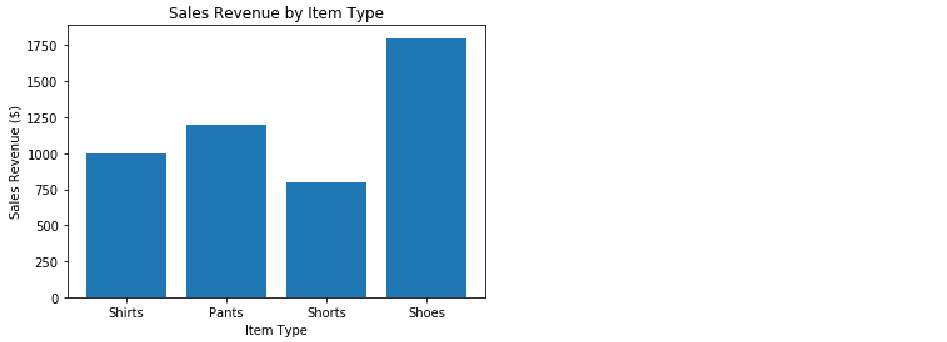 Sales Revenue by Item Type
Sales Revenue ($)
1750
1500
1250
1000
750
500
250
0
Shirts Pants Shorts Shoes
Item Type